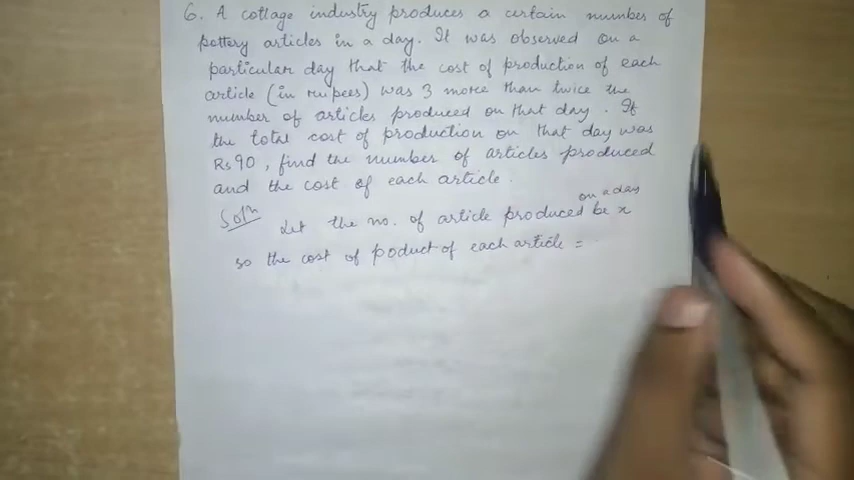 6. A cottage industry produces a certain number of
pottery articles in a day. It was observed on a
particular day that the cost of production of each
article (in rupees) was 3 more than twice the
number of articles produced on that day. If
the total cost of production on that day was
Rs 90, find the number of articles produced
and the cost of each article.
Soln Let the no. of article produced on a day be x
so the cost of poduct of each article =